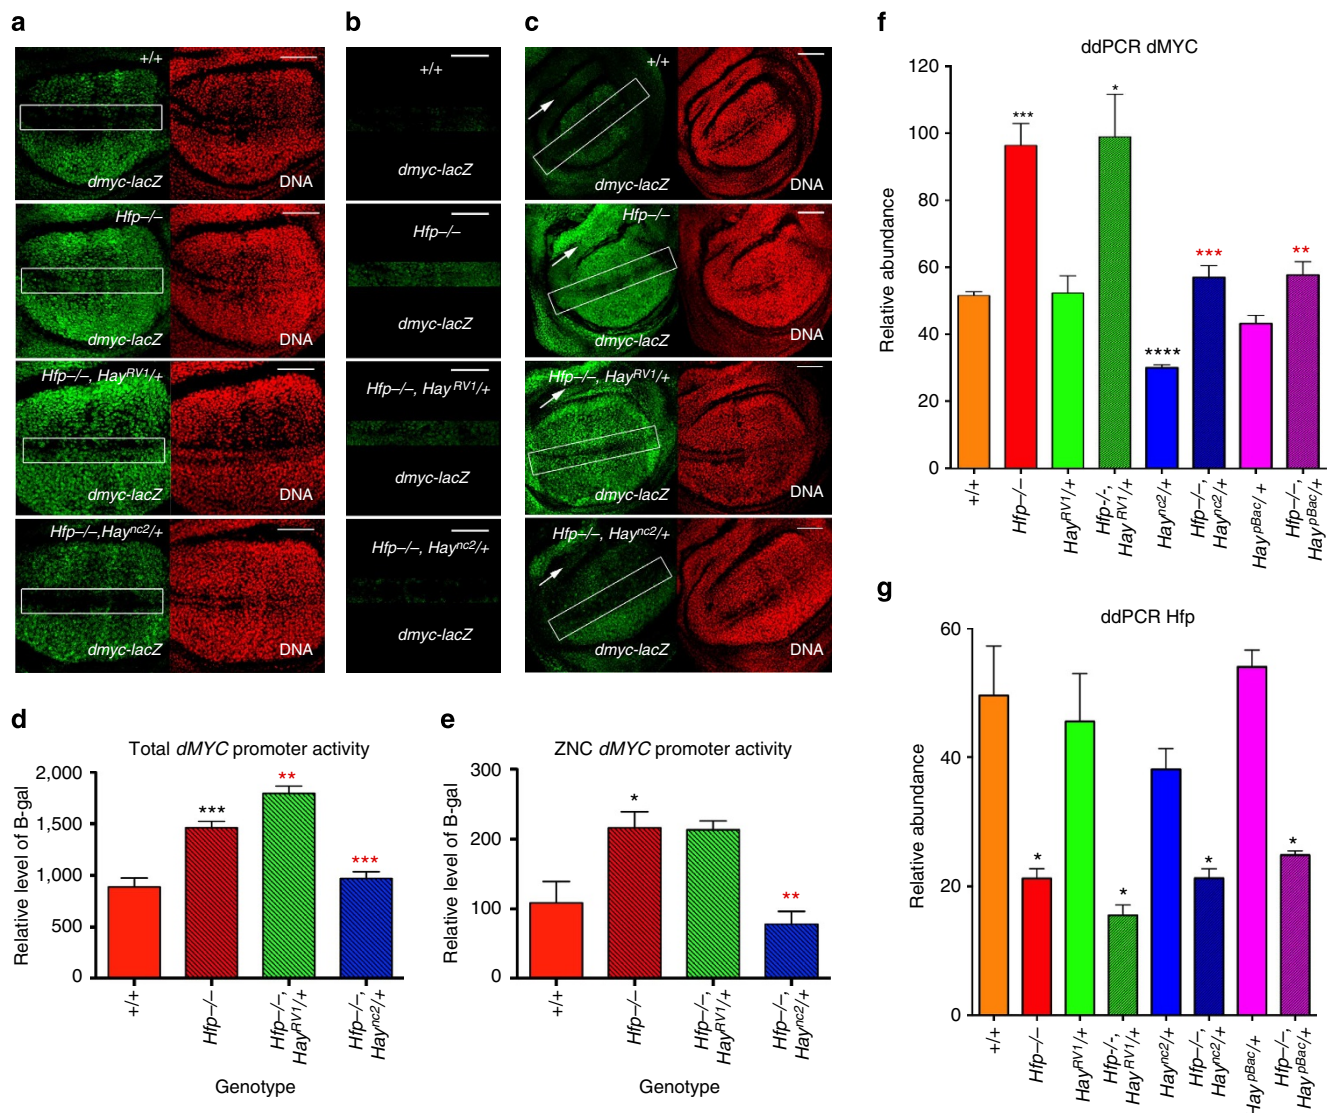 a
+/+
dmyc-lacZ
DNA
Hfp–/–
dmyc-lacZ
DNA
Hfp–/–, HayRV1/+
dmyc-lacZ
DNA
Hfp–/–,Haync2/+
dmyc-lacZ
DNA
b
+/+
dmyc-lacZ
Hfp–/–
dmyc-lacZ
Hfp–/–, HayRV1/+
dmyc-lacZ
Hfp–/–, Haync2/+
dmyc-lacZ
c
+/+
dmyc-lacZ
DNA
Hfp–/–
dmyc-lacZ
DNA
Hfp–/–, HayRV1/+
dmyc-lacZ
DNA
Hfp–/–, Haync2/+
dmyc-lacZ
DNA
d
Total dMYC promoter activity
Relative level of B-gal
2,000
1,500
1,000
500
0
***
**
***
+/+
Hfp–/–
Hfp–/–,
HayRV1/+
Hfp–/–,
Haync2/+
Genotype
e
ZNC dMYC promoter activity
Relative level of B-gal
300
200
100
0
*
**
+/+
Hfp–/–
Hfp–/–,
HayRV1/+
Hfp–/–,
Haync2/+
Genotype
f
ddPCR dMYC
Relative abundance
120
100
80
60
40
20
0
***
*
****
***
**
+/+
Hfp–/–
HayRV1/+
Hfp-/-,
HayRV1/+
Haync2/+
Hfp–/–,
Haync2/+
HaypBac/+
Hfp–/–,
HaypBac/+
g
ddPCR Hfp
Relative abundance
60
40
20
0
*
*
*
*
+/+
Hfp–/–
HayRV1/+
Hfp-/-,
HayRV1/+
Haync2/+
Hfp–/–,
Haync2/+
HaypBac/+
Hfp–/–,
HaypBac/+